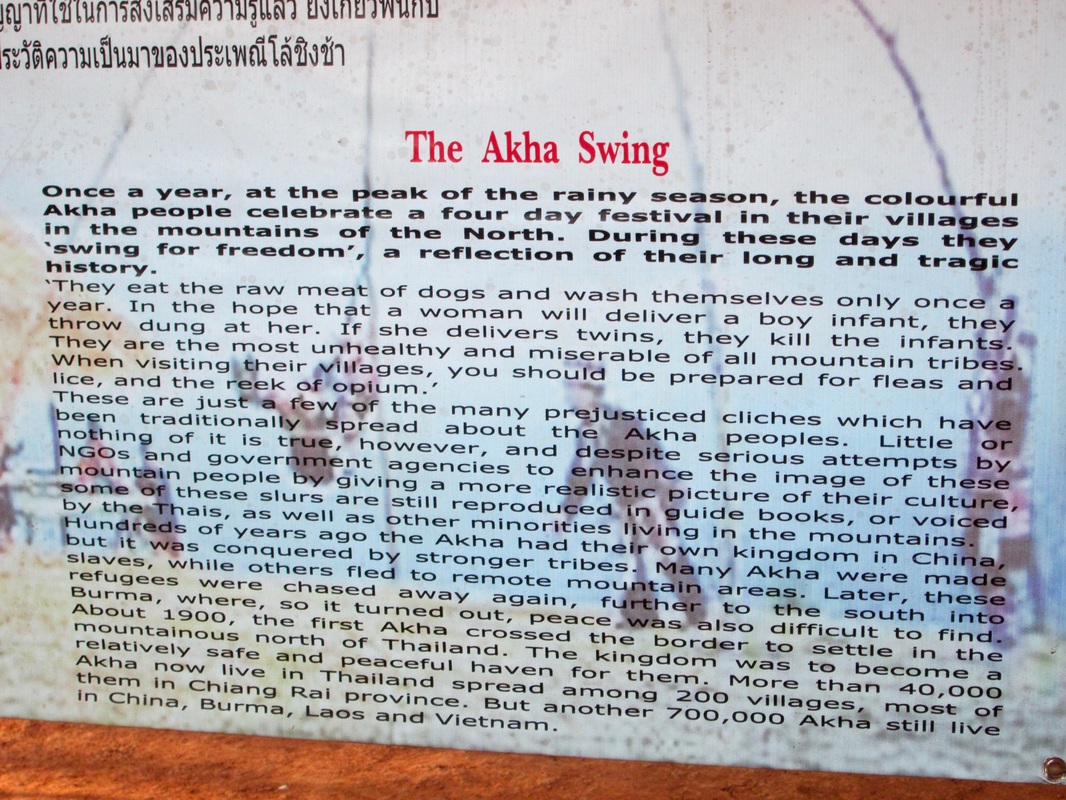 ญญาที่ใช้ในการส่งเสริมความรู้แล้ว ยังเกี่ยวพันกับ
ประวัติความเป็นมาของประเพณีโล้ชิงช้า
The Akha Swing
Once a year, at the peak of the rainy season, the colourful
Akha people celebrate a four day festival in their villages
in the mountains of the North. During these days they
‘swing for freedom’, a reflection of their long and tragic
history.
‘They eat the raw meat of dogs and wash themselves only once a
year. In the hope that a woman will deliver a boy infant, they
throw dung at her. If she delivers twins, they kill the infants.
They are the most unhealthy and miserable of all mountain tribes.
When visiting their villages, you should be prepared for fleas and
lice, and the reek of opium.’
These are just a few of the many prejusticed cliches which have
been traditionally spread about the Akha peoples. Little or
nothing of it is true, however, and despite serious attempts by
NGOs and government agencies to enhance the image of these
mountain people by giving a more realistic picture of their culture,
some of these slurs are still reproduced in guide books, or voiced
by the Thais, as well as other minorities living in the mountains.
Hundreds of years ago the Akha had their own kingdom in China,
but it was conquered by stronger tribes. Many Akha were made
slaves, while others fled to remote mountain areas. Later, these
refugees were chased away again, further to the south into
Burma, where, so it turned out, peace was also difficult to find.
About 1900, the first Akha crossed the border to settle in the
mountainous north of Thailand. The kingdom was to become a
relatively safe and peaceful haven for them. More than 40,000
Akha now live in Thailand spread among 200 villages, most of
them in Chiang Rai province. But another 700,000 Akha still live
in China, Burma, Laos and Vietnam.